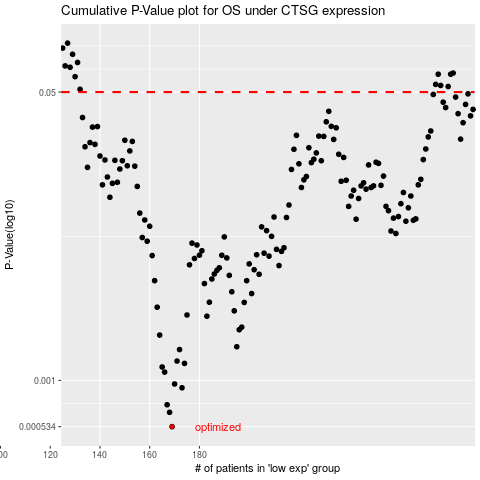 Cumulative P-Value plot for OS under CTSG expression
P-Value(log10)
0.05
0.001
0.000534
optimized
00 120 140 160 180
# of patients in 'low exp' group